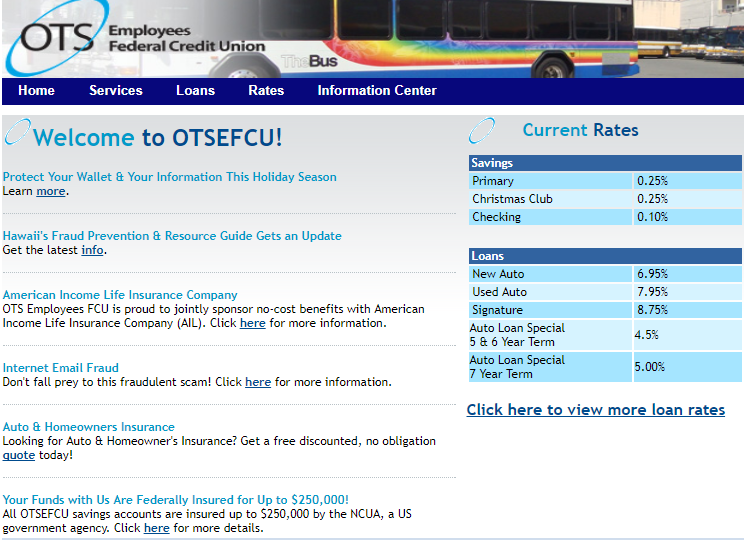 OTS Employees
Federal Credit Union
TheBus
Home Services Loans Rates Information Center
Welcome to OTSEFCU!
Protect Your Wallet & Your Information This Holiday Season
Learn more.
Hawaii's Fraud Prevention & Resource Guide Gets an Update
Get the latest info.
American Income Life Insurance Company
OTS Employees FCU is proud to jointly sponsor no-cost benefits with American
Income Life Insurance Company (AIL). Click here for more information.
Internet Email Fraud
Don't fall prey to this fraudulent scam! Click here for more information.
Auto & Homeowners Insurance
Looking for Auto & Homeowner's Insurance? Get a free discounted, no obligation
quote today!
Your Funds with Us Are Federally Insured for Up to $250,000!
All OTSEFCU savings accounts are insured up to $250,000 by the NCUA, a US
government agency. Click here for more details.
Current Rates
Savings
Primary 0.25%
Christmas Club 0.25%
Checking 0.10%
Loans
New Auto 6.95%
Used Auto 7.95%
Signature 8.75%
Auto Loan Special
5 & 6 Year Term 4.5%
Auto Loan Special
7 Year Term 5.00%
Click here to view more loan rates